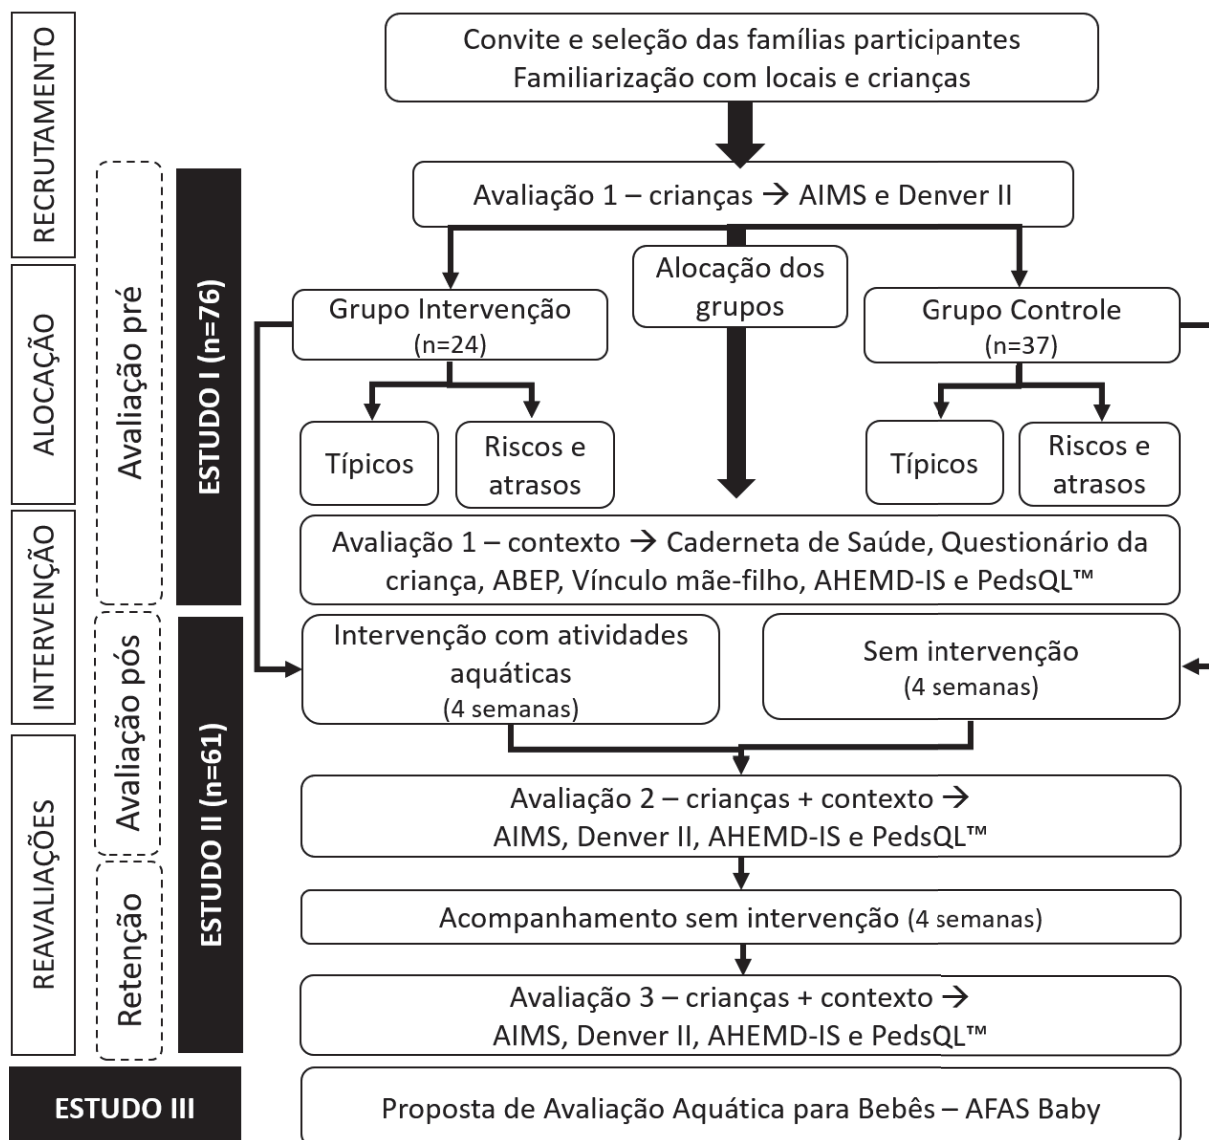 RECRUTAMENTO
ALOCAÇÃO
INTERVENÇÃO
REAVALIAÇÕES
Avaliação pré
Avaliação pós
Retenção
ESTUDO I (n=76)
ESTUDO II (n=61)
Convite e seleção das famílias participantes
Familiarização com locais e crianças
Avaliação 1 – crianças → AIMS e Denver II
Alocação dos
grupos
Grupo Intervenção
(n=24)
Grupo Controle
(n=37)
Típicos
Riscos e
atrasos
Típicos
Riscos e
atrasos
Avaliação 1 – contexto → Caderneta de Saúde, Questionário da
criança, ABEP, Vínculo mãe-filho, AHEMD-IS e PedsQL™
Intervenção com atividades
aquáticas
(4 semanas)
Sem intervenção
(4 semanas)
Avaliação 2 – crianças + contexto →
AIMS, Denver II, AHEMD-IS e PedsQL™
Acompanhamento sem intervenção (4 semanas)
Avaliação 3 – crianças + contexto →
AIMS, Denver II, AHEMD-IS e PedsQL™
ESTUDO III
Proposta de Avaliação Aquática para Bebês – AFAS Baby